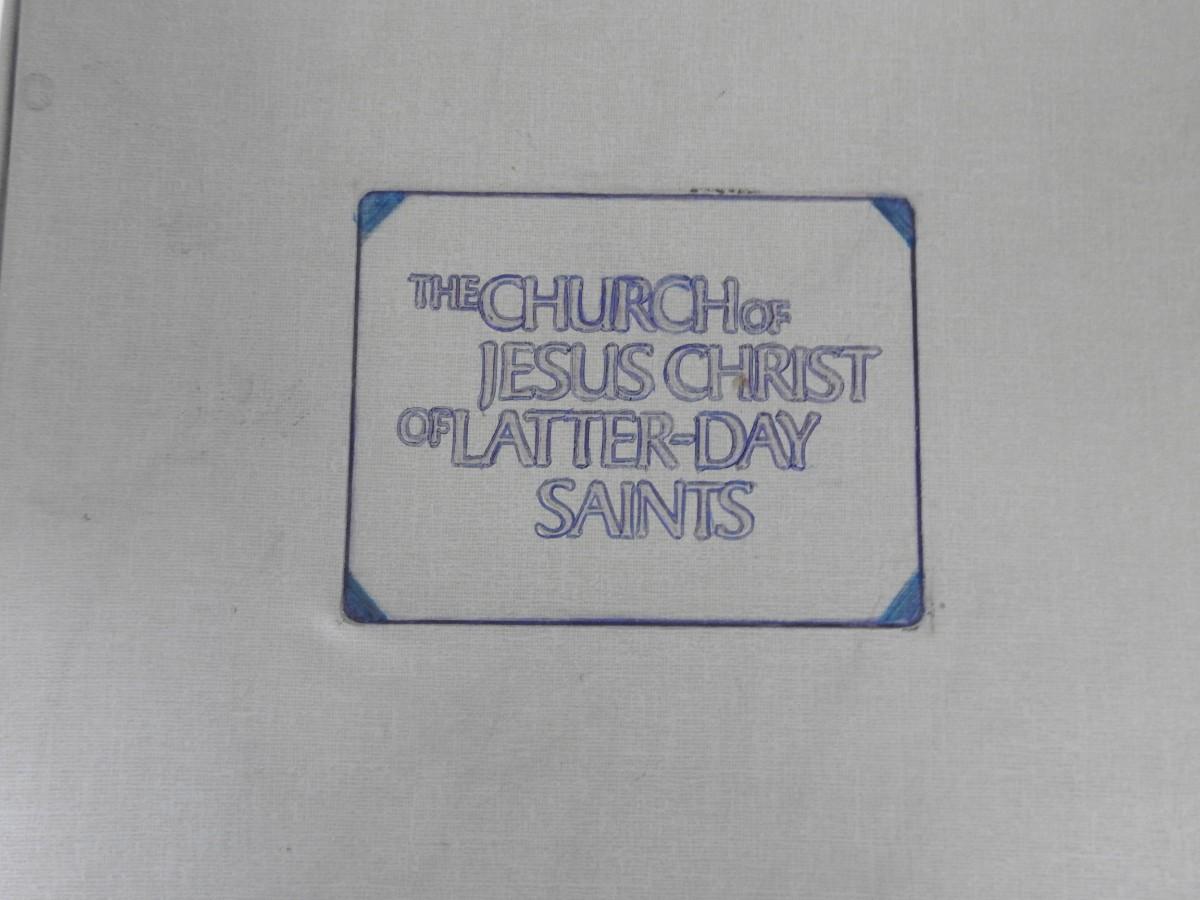 THE CHURCH OF
JESUS CHRIST
OF LATTER-DAY
SAINTS